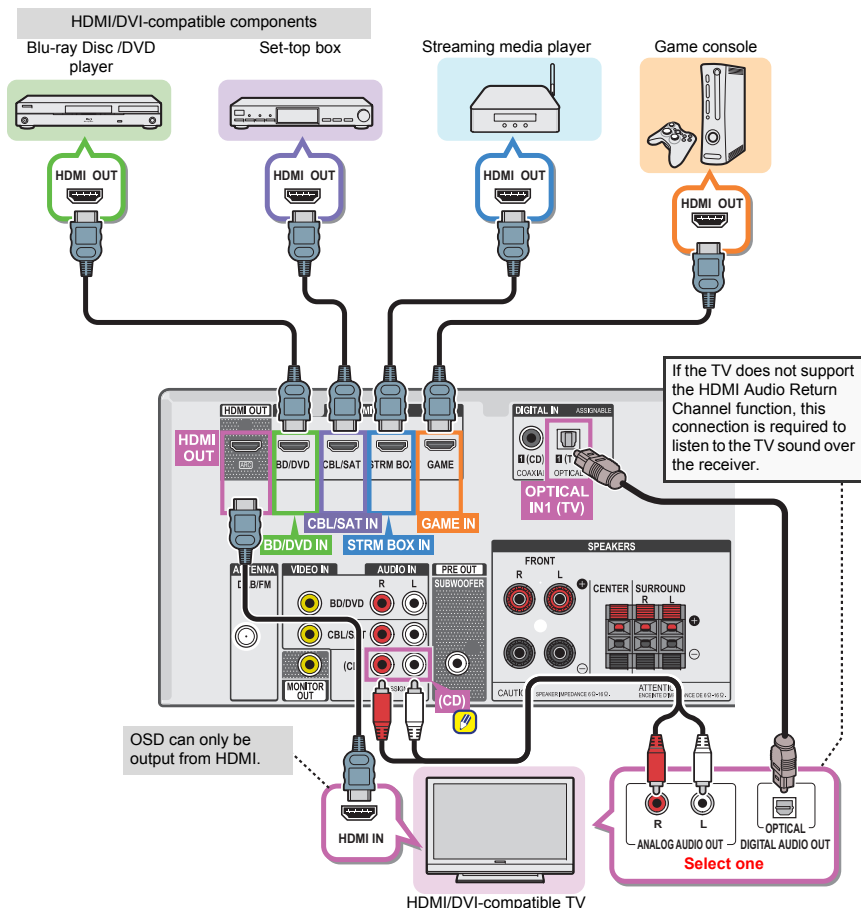 HDMI/DVI-compatible components
Blu-ray Disc /DVD
player
Set-top box
Streaming media player
Game console
HDMI OUT
HDMI OUT
HDMI OUT
HDMI OUT
If the TV does not support
the HDMI Audio Return
Channel function, this
connection is required to
listen to the TV sound over
the receiver.
HDMI OUT
DIGITAL IN
ASSIGNABLE
HDMI
OUT
BD/DVD
CBL/SAT
STRM BOX
GAME
1 (CD)
COAXIAL
OPTICAL
OPTICAL
IN1 (TV)
CBL/SAT IN
GAME IN
BD/DVD IN
STRM BOX IN
ANTENNA
VIDEO IN
AUDIO IN
PRE OUT
SPEAKERS
R
L
SUBWOOFER
FRONT
R
L
CENTER
SURROUND
R
L
BD/DVD
MONITOR
OUT
(CD)
SPEAKER IMPEDANCE 6Ω-16Ω.
OSD can only be
output from HDMI.
HDMI IN
R
L
OPTICAL
ANALOG AUDIO OUT
DIGITAL AUDIO OUT
Select one
HDMI/DVI-compatible TV